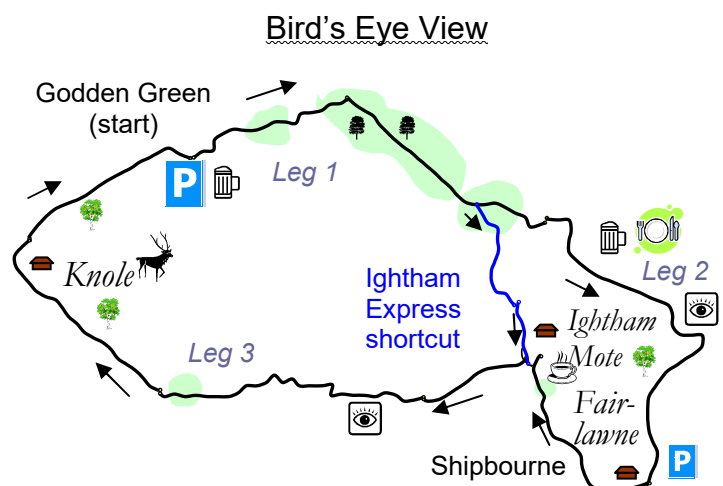 Bird’s Eye View
Godden Green
(start)
P
Leg 1
Knole
Ightham
Express
shortcut
Leg 2
Ightham
Mote
Fair-
lawne
Leg 3
Shipbourne
P